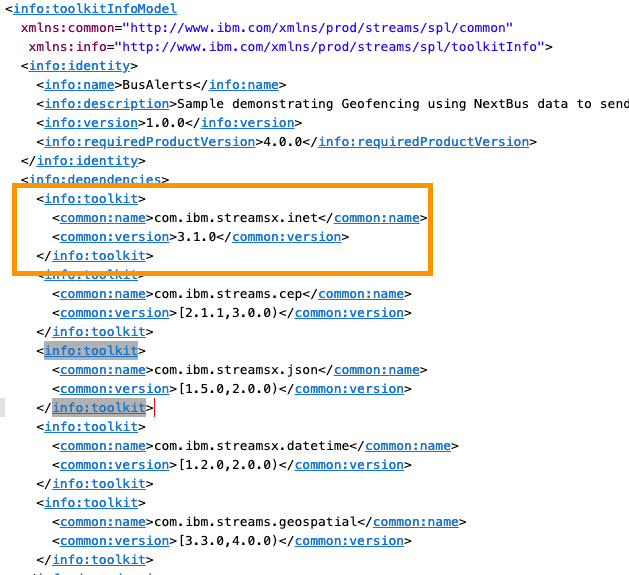 <info:toolkitInfoModel
xmlns:common="http://www.ibm.com/xmlns/prod/streams/spl/common"
xmlns:info="http://www.ibm.com/xmlns/prod/streams/spl/toolkitInfo">
<info:identity>
<info:name>BusAlerts</info:name>
<info:description>Sample demonstrating Geofencing using NextBus data to send
<info:version>1.0.0</info:version>
<info:requiredProductVersion>4.0.0</info:requiredProductVersion>
</info:identity>
<info:dependencies>
<info:toolkit>
<common:name>com.ibm.streamsx.inet</common:name>
<common:version>3.1.0</common:version>
</info:toolkit>
<info:toolkit>
<common:name>com.ibm.streams.cep</common:name>
<common:version>[2.1.1,3.0.0)</common:version>
</info:toolkit>
<info:toolkit>
<common:name>com.ibm.streamsx.json</common:name>
<common:version>[1.5.0,2.0.0)</common:version>
</info:toolkit>
<info:toolkit>
<common:name>com.ibm.streamsx.datetime</common:name>
<common:version>[1.2.0,2.0.0)</common:version>
</info:toolkit>
<info:toolkit>
<common:name>com.ibm.streams.geospatial</common:name>
<common:version>[3.3.0,4.0.0)</common:version>
</info:toolkit>